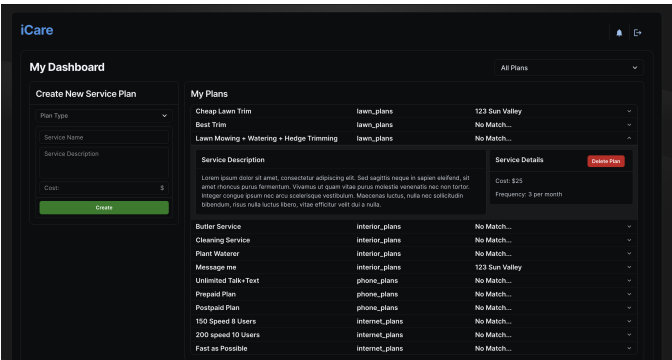 iCare
My Dashboard
All Plans
Create New Service Plan
Plan Type
Service Name
Service Description
Cost:
$
Create
My Plans
Cheap Lawn Trim lawn_plans 123 Sun Valley
Best Trim lawn_plans No Match...
Lawn Mowing + Watering + Hedge Trimming lawn_plans No Match...
Service Description
Lorem ipsum dolor sit amet, consectetur adipiscing elit. Sed sagittis neque in sapien eleifend, sit
amet rhoncus purus fermentum. Vivamus ut quam vitae purus molestie venenatis nec non tortor.
Integer congue ipsum nec arcu scelerisque vestibulum. Maecenas luctus, nulla nec sollicitudin
bibendum, risus nulla luctus libero, vitae efficitur velit dui a nulla.
Service Details
Delete Plan
Cost: $25
Frequency: 3 per month
Butler Service interior_plans No Match...
Cleaning Service interior_plans No Match...
Plant Waterer interior_plans No Match...
Message me interior_plans 123 Sun Valley
Unlimited Talk+Text phone_plans No Match...
Prepaid Plan phone_plans No Match...
Postpaid Plan phone_plans No Match...
150 Speed 8 Users internet_plans No Match...
200 speed 10 Users internet_plans No Match...
Fast as Possible internet_plans No Match...